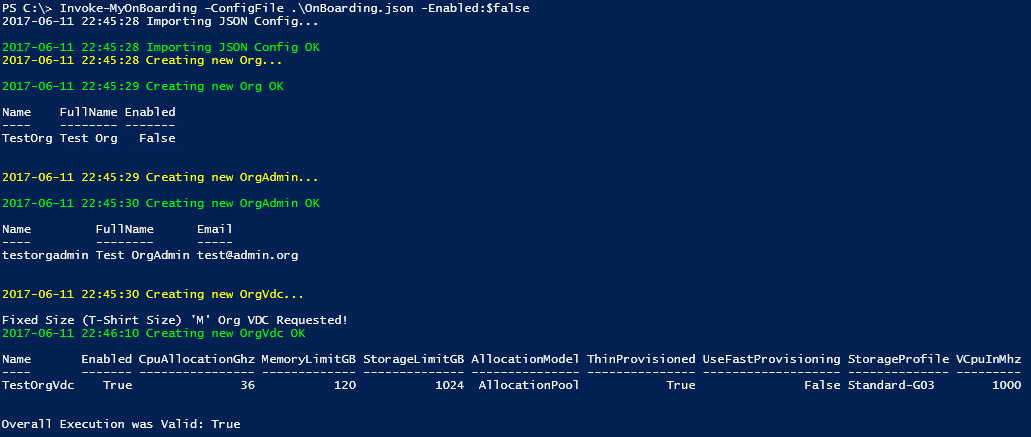 PS C:\> Invoke-MyOnBoarding -ConfigFile .\OnBoarding.json -Enabled:$false
2017-06-11 22:45:28 Importing JSON Config...
2017-06-11 22:45:28 Importing JSON Config OK
2017-06-11 22:45:28 Creating new Org...
2017-06-11 22:45:29 Creating new Org OK
Name    FullName Enabled
----    -------- -------
TestOrg Test Org   False
2017-06-11 22:45:29 Creating new OrgAdmin...
2017-06-11 22:45:30 Creating new OrgAdmin OK
Name         FullName      Email
----         --------      -----
testorgadmin Test OrgAdmin test@admin.org
2017-06-11 22:45:30 Creating new OrgVdc...
Fixed Size (T-Shirt Size) 'M' Org VDC Requested!
2017-06-11 22:46:10 Creating new OrgVdc OK
Name       Enabled CpuAllocationGhz MemoryLimitGB StorageLimitGB AllocationModel ThinProvisioned UseFastProvisioning StorageProfile VCpuInMhz
----       ------- ---------------- ------------- -------------- --------------- --------------- ------------------- -------------- ---------
TestOrgVdc    True               36           120           1024  AllocationPool            True               False Standard-G03        1000
Overall Execution was Valid: True